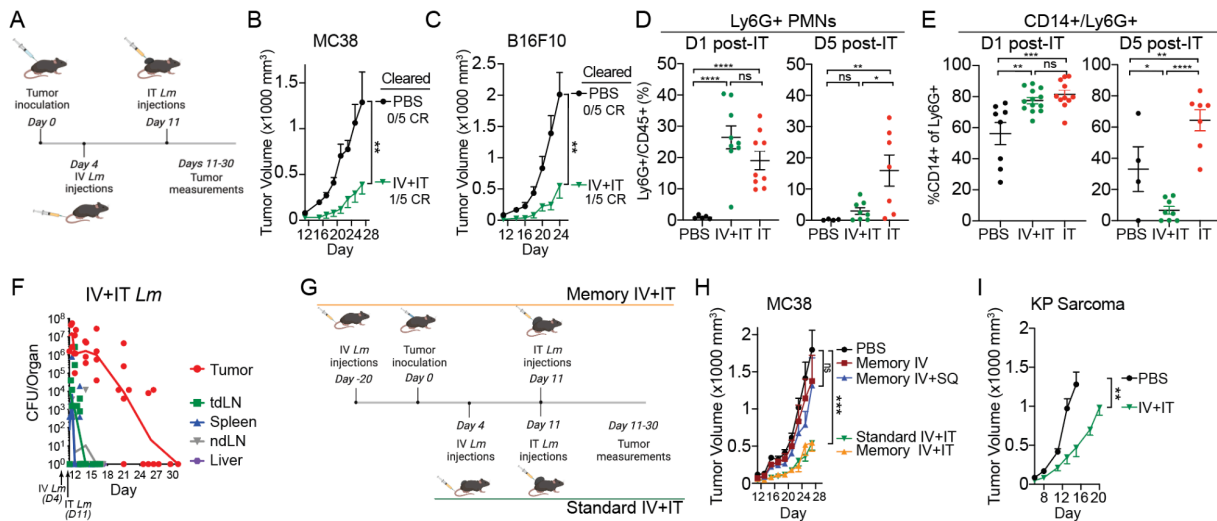 A
Tumor
inoculation
Day 0
IT Lm
injections
Day 11
Day 4
IV Lm
injections
Days 11-30
Tumor
measurements
B
MC38
Tumor Volume (x1000 mm³)
1.5
1.0
0.5
0
12 16 20 24 28
Day
Cleared
PBS
0/5 CR
**
IV+IT
1/5 CR
C
B16F10
Tumor Volume (x1000 mm³)
2.5
2.0
1.5
1.0
0.5
0
12 16 20 24
Day
Cleared
PBS
0/5 CR
**
IV+IT
1/5 CR
D
Ly6G+ PMNs
D1 post-IT
D5 post-IT
Ly6G+/CD45+ (%)
****
**** ns
50
40
30
20
10
0
PBS IV+IT IT
**
ns *
50
40
30
20
10
0
PBS IV+IT IT
E
CD14+/Ly6G+
D1 post-IT
D5 post-IT
%CD14+ of Ly6G+
***
** ns
100
80
60
40
20
0
PBS IV+IT IT
**
* ****
100
80
60
40
20
0
PBS IV+IT IT
F
IV+IT Lm
CFU/Organ
10⁸
10⁷
10⁶
10⁵
10⁴
10³
10²
10¹
10⁰
12 15 18 21 24 27 30
Day
IV Lm
(D4)
IT Lm
(D11)
Tumor
tdLN
Spleen
ndLN
Liver
G
Memory IV+IT
IV Lm
injections
Day -20
Tumor
inoculation
Day 0
IT Lm
injections
Day 11
Day 4
IV Lm
injections
Day 11
IT Lm
injections
Day 11-30
Tumor
measurements
Standard IV+IT
H
MC38
Tumor Volume (x1000 mm³)
2.0
1.5
1.0
0.5
0
12 16 20 24 28
Day
PBS
Memory IV
Memory IV+SQ
ns
***
Standard IV+IT
Memory IV+IT
I
KP Sarcoma
Tumor Volume (x1000 mm³)
2.0
1.5
1.0
0.5
0
8 12 16 20
Day
PBS
**
IV+IT